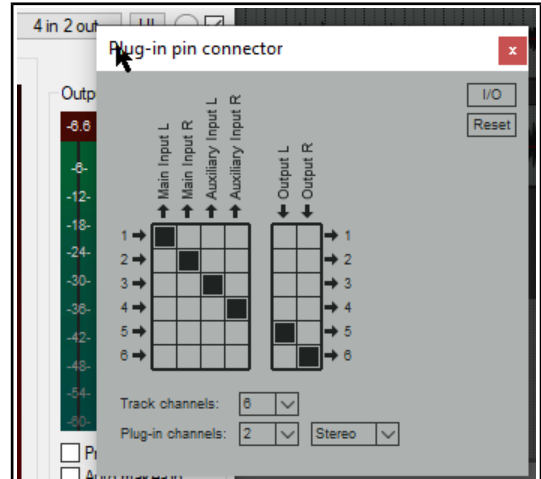 4 in 2 out
UI
Plug-in pin connector
x
Outp
I/O
Reset
-6.6
-6-
-12-
-18-
-24-
-30-
-36-
-42-
-48-
-54-
-60-
Main Input L
Main Input R
Auxiliary Input L
Auxiliary Input R
Output L
Output R
1 1
2 2
3 3
4 4
5 5
6 6
Track channels: 6
Plug-in channels: 2 Stereo